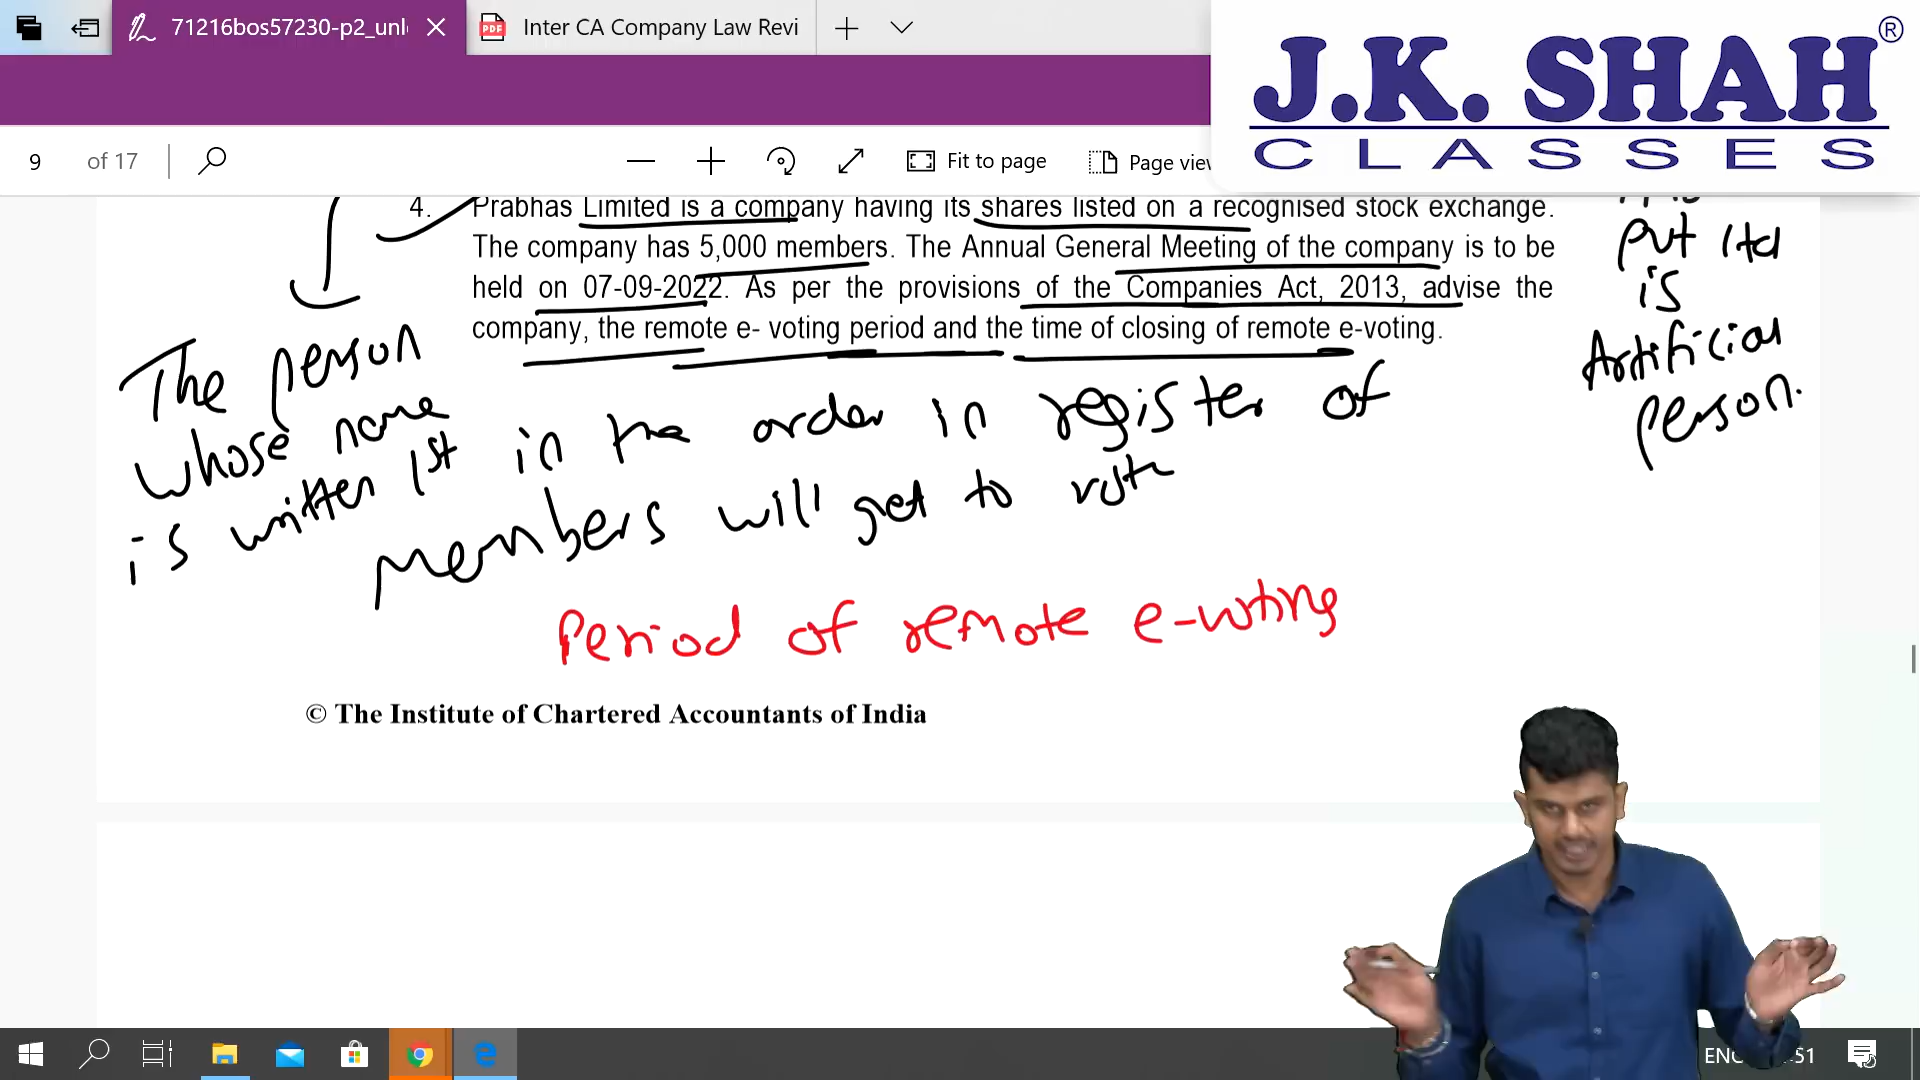 71216bos57230-p2_unl
Inter CA Company Law Revi
J.K. SHAH®
CLASSES
9 of 17
Fit to page
Page view
4. Prabhas Limited is a company having its shares listed on a recognised stock exchange.
The company has 5,000 members. The Annual General Meeting of the company is to be
held on 07-09-2022. As per the provisions of the Companies Act, 2013, advise the
company, the remote e- voting period and the time of closing of remote e-voting.
put ltd
is
Artificial
person.
The person
whose name
is written 1st in the order in register of
members will get to vote
Period of remote e-voting
© The Institute of Chartered Accountants of India
ENG
51